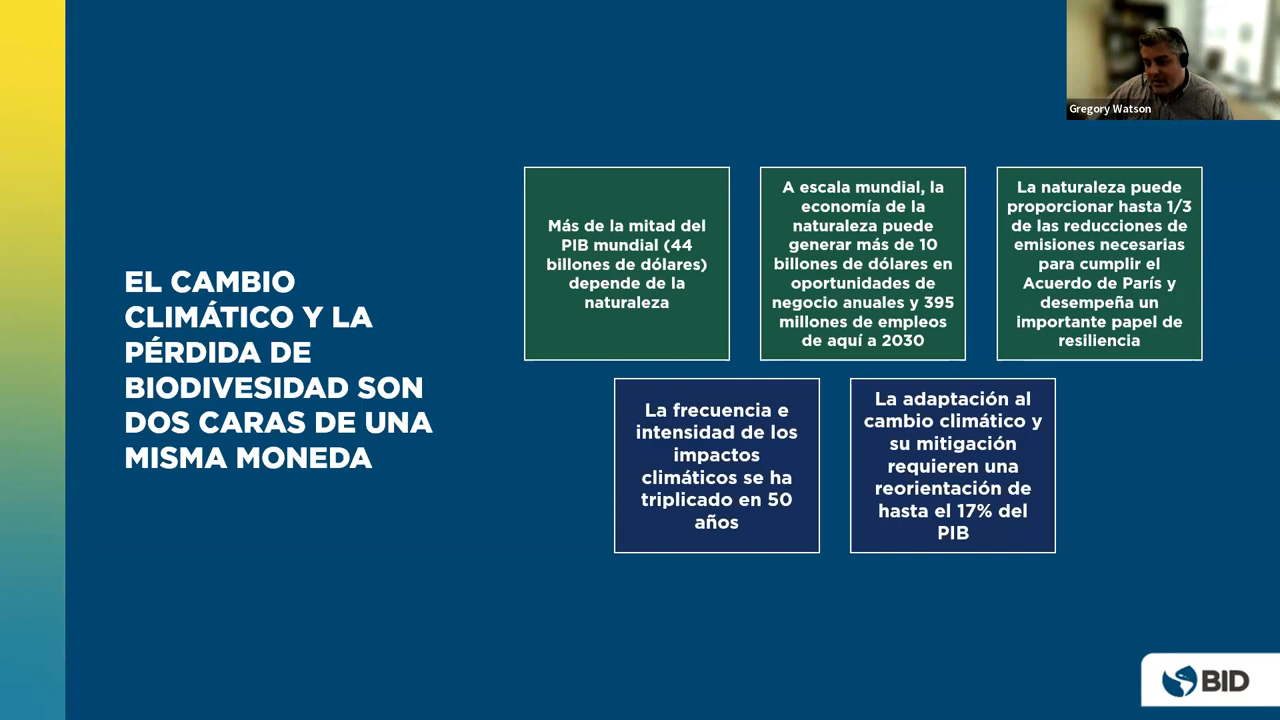 Gregory Watson
EL CAMBIO
CLIMÁTICO Y LA
PÉRDIDA DE
BIODIVESIDAD SON
DOS CARAS DE UNA
MISMA MONEDA
Más de la mitad del
PIB mundial (44
billones de dólares)
depende de la
naturaleza
A escala mundial, la
economía de la
naturaleza puede
generar más de 10
billones de dólares en
oportunidades de
negocio anuales y 395
millones de empleos
de aquí a 2030
La naturaleza puede
proporcionar hasta 1/3
de las reducciones de
emisiones necesarias
para cumplir el
Acuerdo de París y
desempeña un
importante papel de
resiliencia
La frecuencia e
intensidad de los
impactos
climáticos se ha
triplicado en 50
años
La adaptación al
cambio climático y
su mitigación
requieren una
reorientación de
hasta el 17% del
PIB
BID